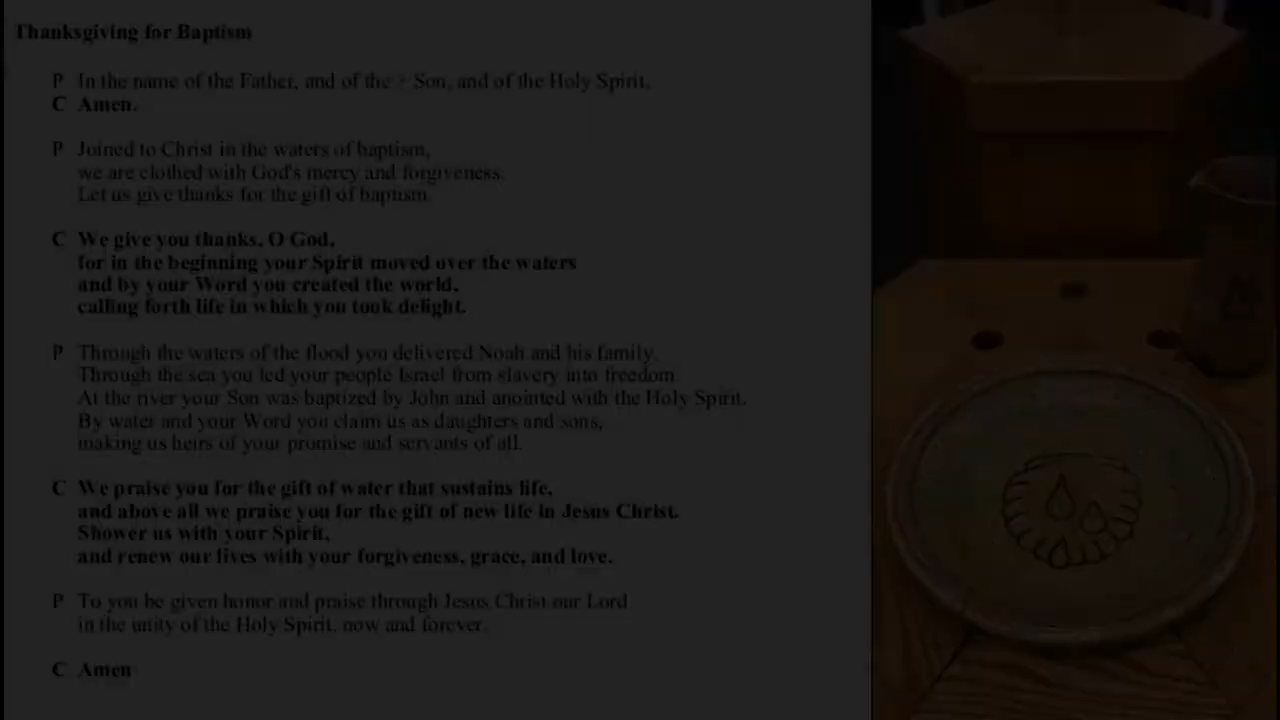 Thanksgiving for Baptism
P In the name of the Father, and of the + Son, and of the Holy Spirit.
C Amen.
P Joined to Christ in the waters of baptism,
we are clothed with God's mercy and forgiveness.
Let us give thanks for the gift of baptism.
C We give you thanks, O God,
for in the beginning your Spirit moved over the waters
and by your Word you created the world,
calling forth life in which you took delight.
P Through the waters of the flood you delivered Noah and his family.
Through the sea you led your people Israel from slavery into freedom.
At the river your Son was baptized by John and anointed with the Holy Spirit.
By water and your Word you claim us as daughters and sons,
making us heirs of your promise and servants of all.
C We praise you for the gift of water that sustains life,
and above all we praise you for the gift of new life in Jesus Christ.
Shower us with your Spirit,
and renew our lives with your forgiveness, grace, and love.
P To you be given honor and praise through Jesus Christ our Lord
in the unity of the Holy Spirit, now and forever.
C Amen